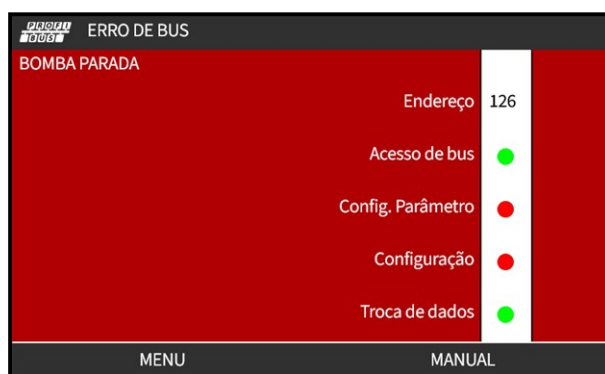 PROFI BUS ERRO DE BUS
BOMBA PARADA
Endereço 126
Acesso de bus
Config. Parâmetro
Configuração
Troca de dados
MENU MANUAL